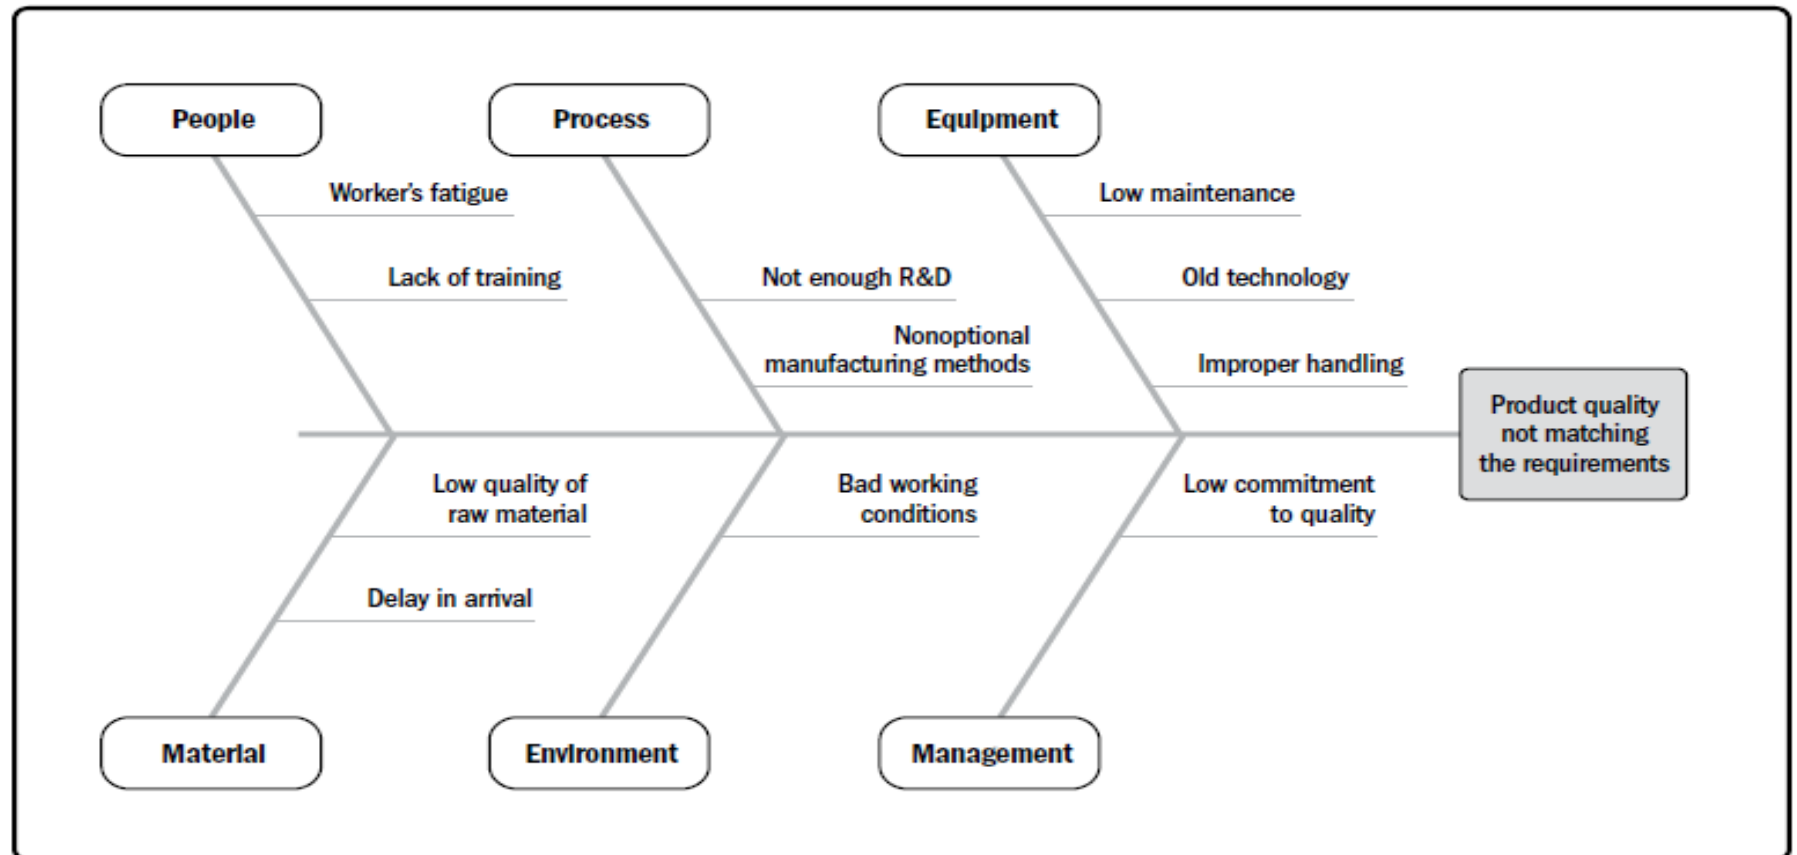 People
Process
Equipment
Worker's fatigue
Low maintenance
Lack of training
Not enough R&D
Old technology
Nonoptional
manufacturing methods
Improper handling
Product quality
not matching
the requirements
Low quality of
raw material
Bad working
conditions
Low commitment
to quality
Delay in arrival
Material
Environment
Management